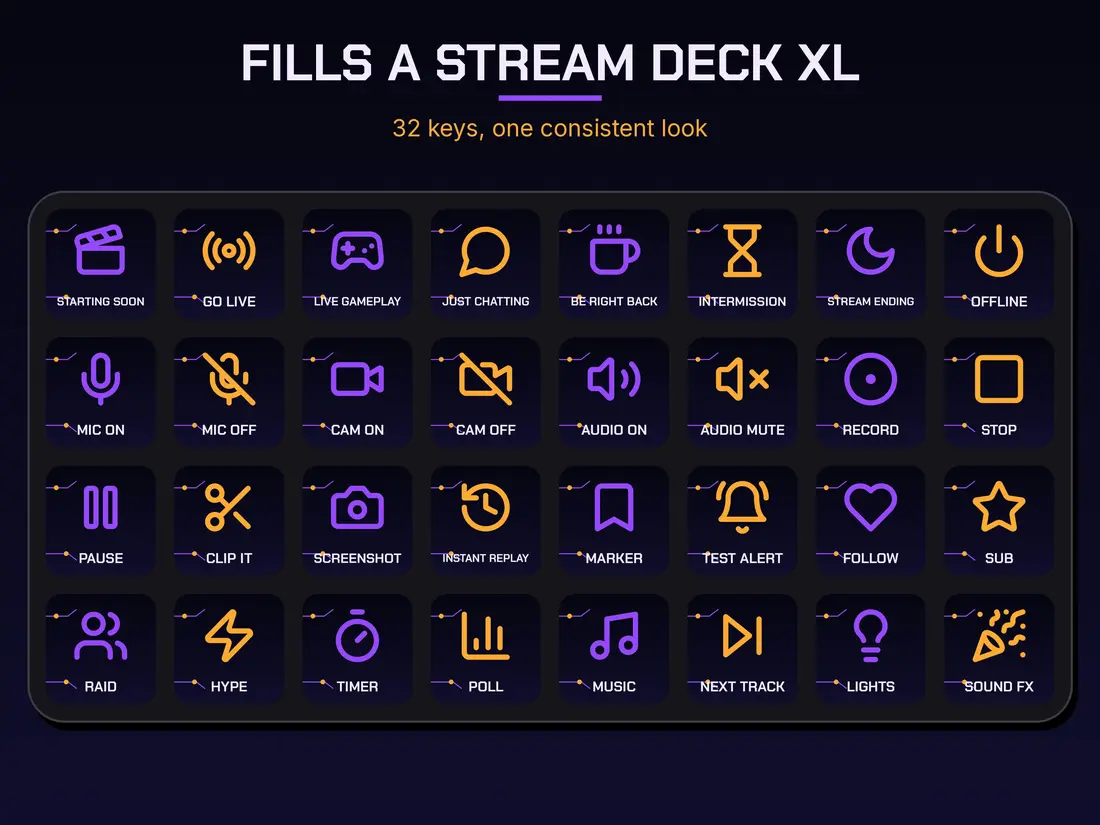 FILLS A STREAM DECK XL
32 keys, one consistent look
STARTING SOON
GO LIVE
LIVE GAMEPLAY
JUST CHATTING
BE RIGHT BACK
INTERMISSION
STREAM ENDING
OFFLINE
MIC ON
MIC OFF
CAM ON
CAM OFF
AUDIO ON
AUDIO MUTE
RECORD
STOP
PAUSE
CLIP IT
SCREENSHOT
INSTANT REPLAY
MARKER
TEST ALERT
FOLLOW
SUB
RAID
HYPE
TIMER
POLL
MUSIC
NEXT TRACK
LIGHTS
SOUND FX